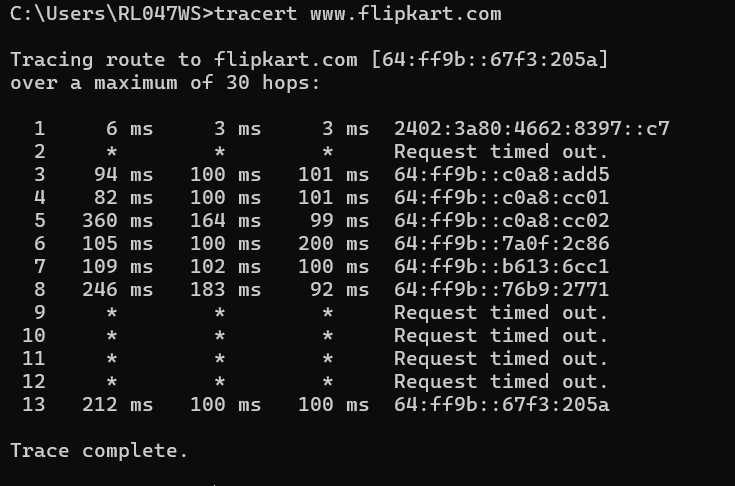 C:\Users\RL047WS>tracert www.flipkart.com
Tracing route to flipkart.com [64:ff9b::67f3:205a]
over a maximum of 30 hops:
1 6 ms 3 ms 3 ms 2402:3a80:4662:8397::c7
2 * * * Request timed out.
3 94 ms 100 ms 101 ms 64:ff9b::c0a8:add5
4 82 ms 100 ms 101 ms 64:ff9b::c0a8:cc01
5 360 ms 164 ms 99 ms 64:ff9b::c0a8:cc02
6 105 ms 100 ms 200 ms 64:ff9b::7a0f:2c86
7 109 ms 102 ms 100 ms 64:ff9b::b613:6cc1
8 246 ms 183 ms 92 ms 64:ff9b::76b9:2771
9 * * * Request timed out.
10 * * * Request timed out.
11 * * * Request timed out.
12 * * * Request timed out.
13 212 ms 100 ms 100 ms 64:ff9b::67f3:205a
Trace complete.